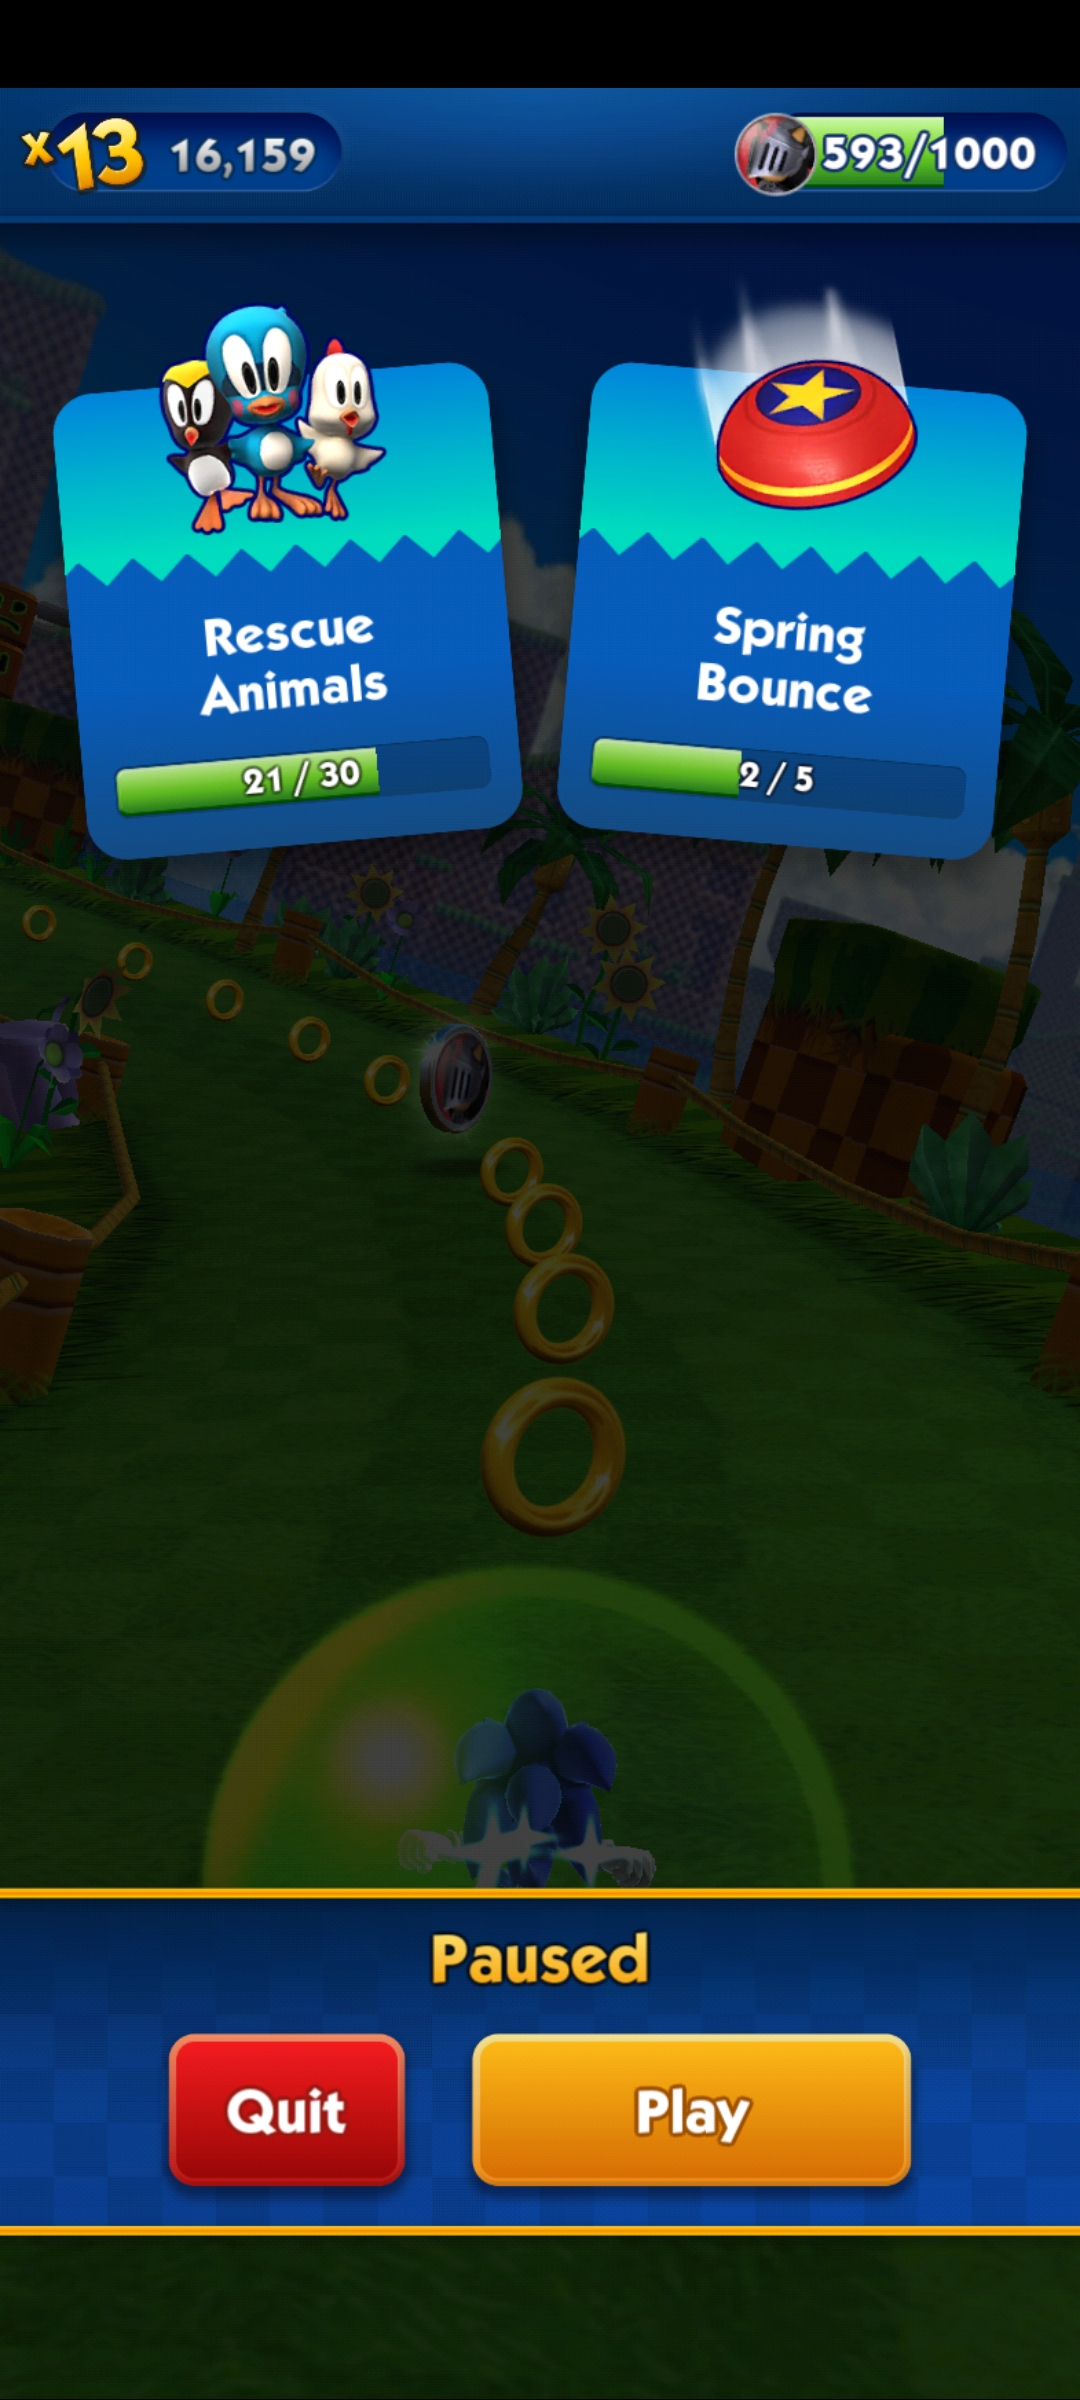 x13 16,159
593/1000
Rescue
Animals
21 / 30
Spring
Bounce
2 / 5
Paused
Quit
Play